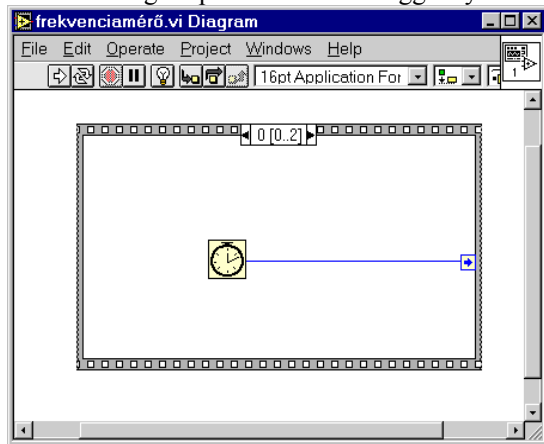 frekvenciamérő.vi Diagram
File Edit Operate Project Windows Help
16pt Application For
1
0 [0..2]